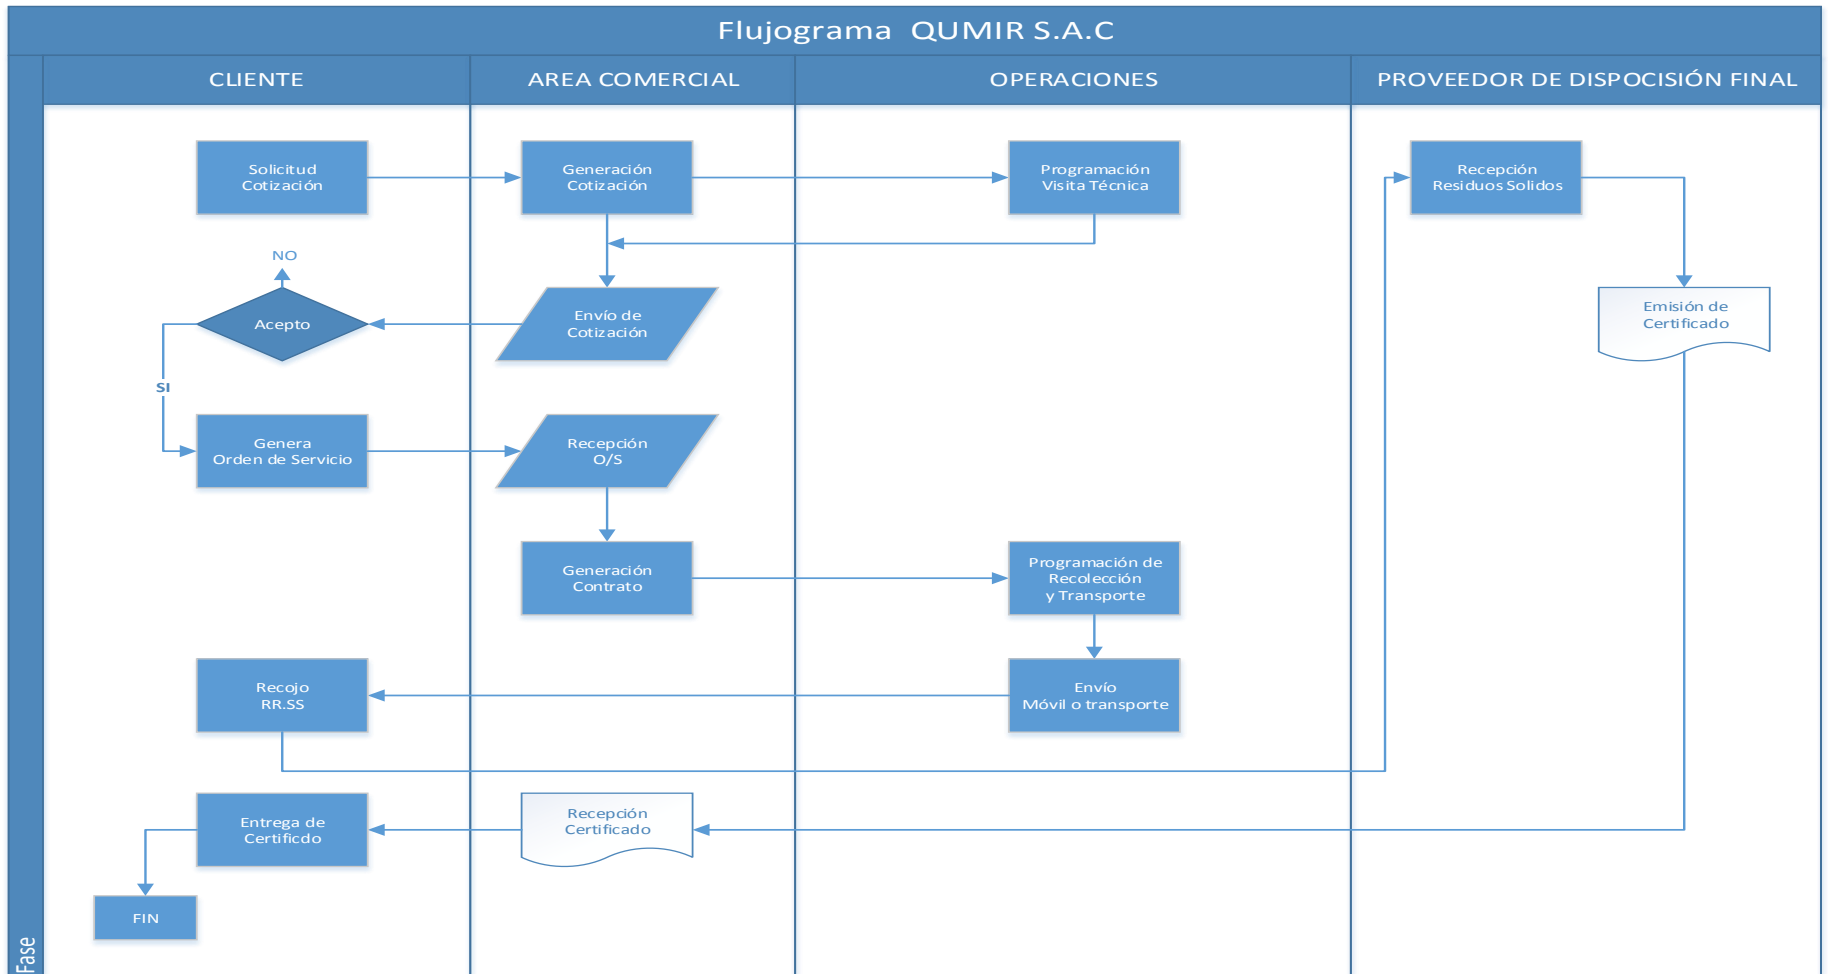 Flujograma QUMIR S.A.C
CLIENTE
AREA COMERCIAL
OPERACIONES
PROVEEDOR DE DISPOCISIÓN FINAL
Solicitud
Cotización
Generación
Cotización
Programación
Visita Técnica
Recepción
Residuos Solidos
NO
Acepto
Envío de
Cotización
Emisión de
Certificado
SI
Genera
Orden de Servicio
Recepción
O/S
Generación
Contrato
Programación de
Recolección
y Transporte
Recojo
RR.SS
Envío
Móvil o transporte
Entrega de
Certificdo
Recepción
Certificado
FIN
Fase